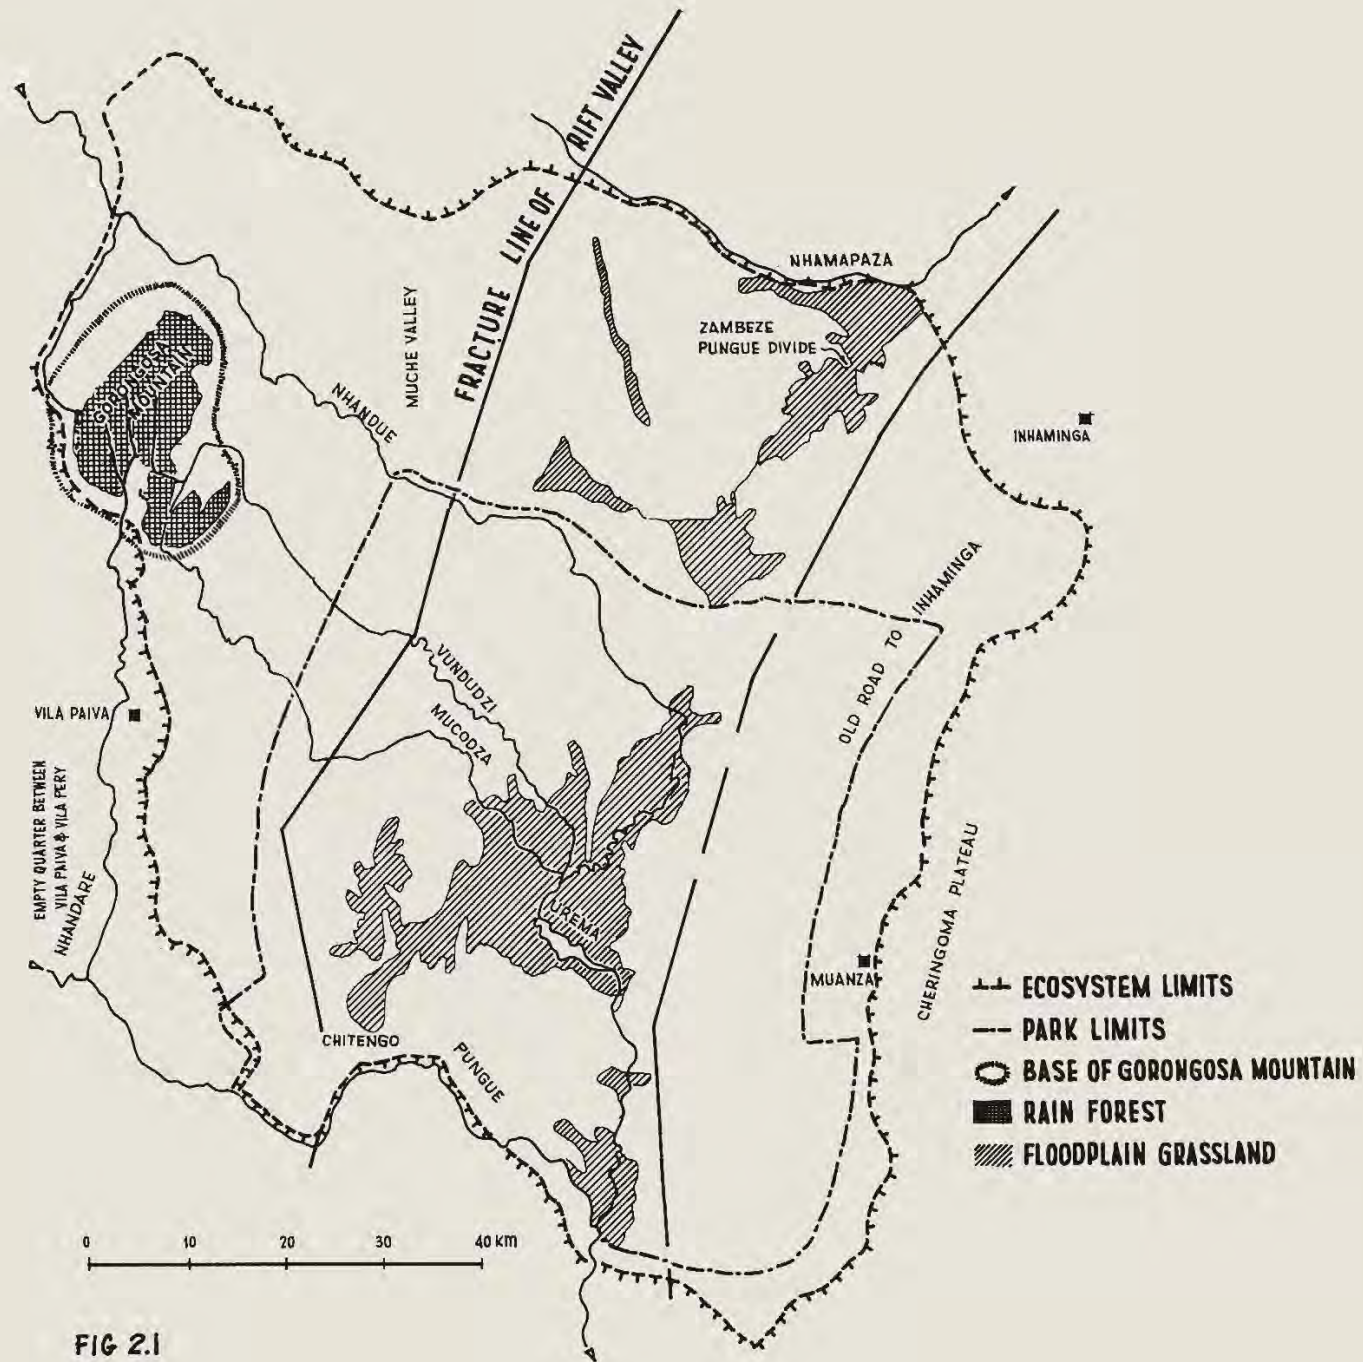 FRACTURE LINE OF RIFT VALLEY
NHAMAPAZA
ZAMBEZE
PUNGUE DIVIDE
MUCHE VALLEY
GORONGOSA
MOUNTAIN
NHANDUE
INHAMINGA
OLD ROAD TO INHAMINGA
VUNDUDZI
MUCODZA
VILA PAIVA
EMPTY QUARTER BETWEEN
VILA PAIVA & VILA PERY
NHANDARE
UREMA
CHERINGOMA PLATEAU
MUANZA
CHITENGO
PUNGUE
ECOSYSTEM LIMITS
PARK LIMITS
BASE OF GORONGOSA MOUNTAIN
RAIN FOREST
FLOODPLAIN GRASSLAND
0 10 20 30 40 KM
FIG 2.1